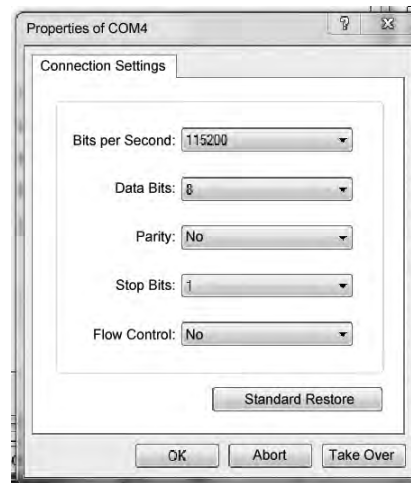 Properties of COM4
?
Connection Settings
Bits per Second: 115200
Data Bits: 8
Parity: No
Stop Bits: 1
Flow Control: No
Standard Restore
OK Abort Take Over